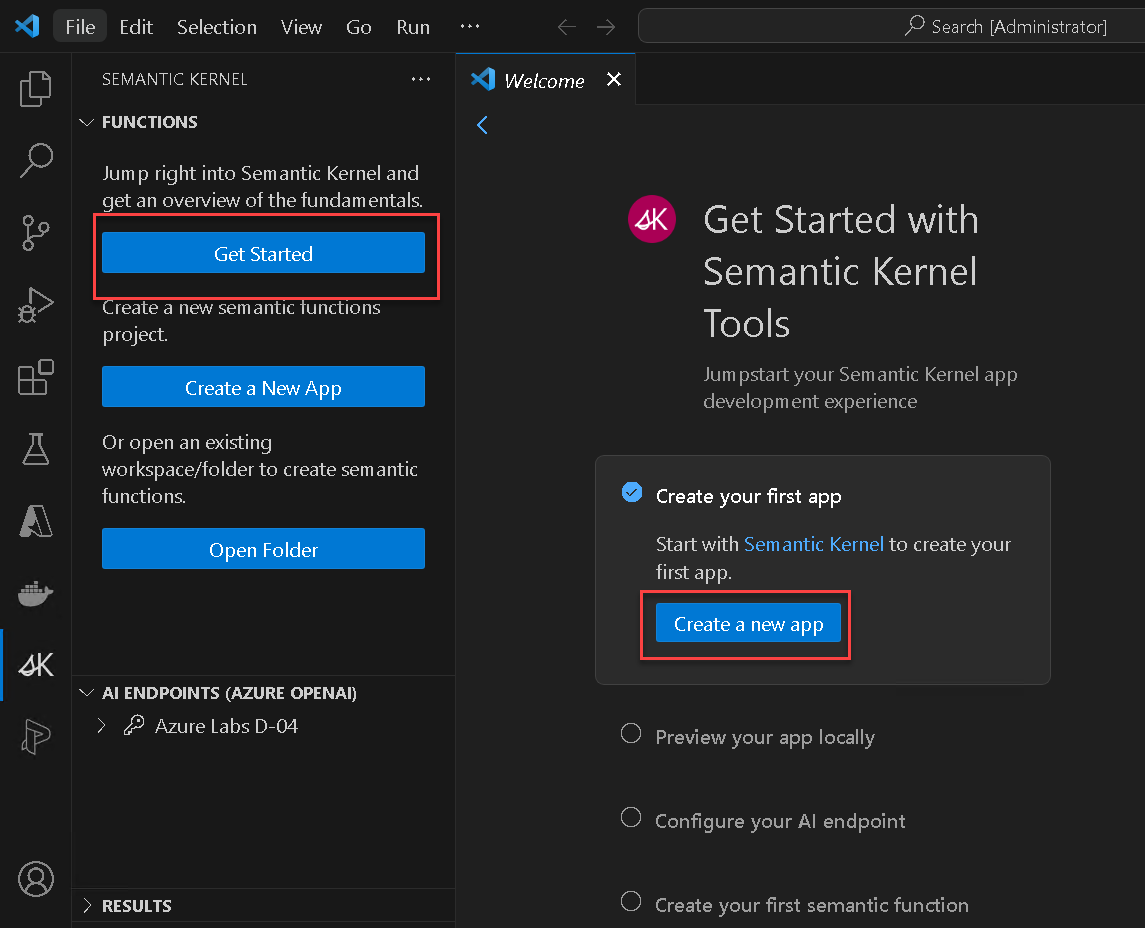 File Edit Selection View Go Run ···
Search [Administrator]
SEMANTIC KERNEL ···
FUNCTIONS
Jump right into Semantic Kernel and
get an overview of the fundamentals.
Get Started
Create a new semantic functions
project.
Create a New App
Or open an existing
workspace/folder to create semantic
functions.
Open Folder
SK
AI ENDPOINTS (AZURE OPENAI)
Azure Labs D-04
RESULTS
Welcome
SK
Get Started with
Semantic Kernel
Tools
Jumpstart your Semantic Kernel app
development experience
Create your first app
Start with Semantic Kernel to create your
first app.
Create a new app
Preview your app locally
Configure your AI endpoint
Create your first semantic function